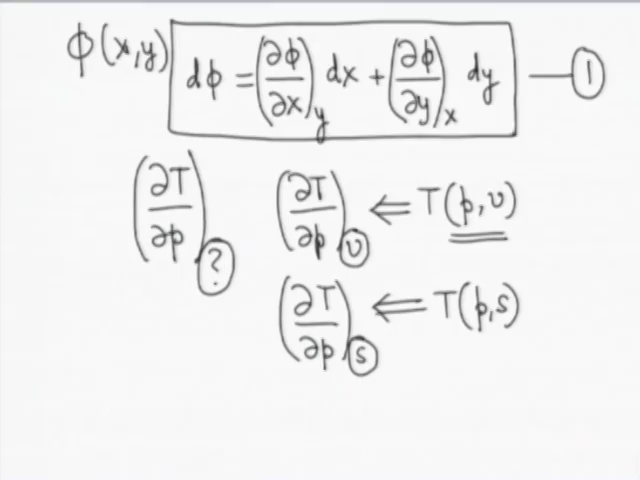 ϕ(x,y) dϕ = (∂ϕ/∂x)_y dx + (∂ϕ/∂y)_x dy — ①
(∂T/∂p)_? (∂T/∂p)_v ⇐ T(p,v)
(∂T/∂p)_s ⇐ T(p,s)